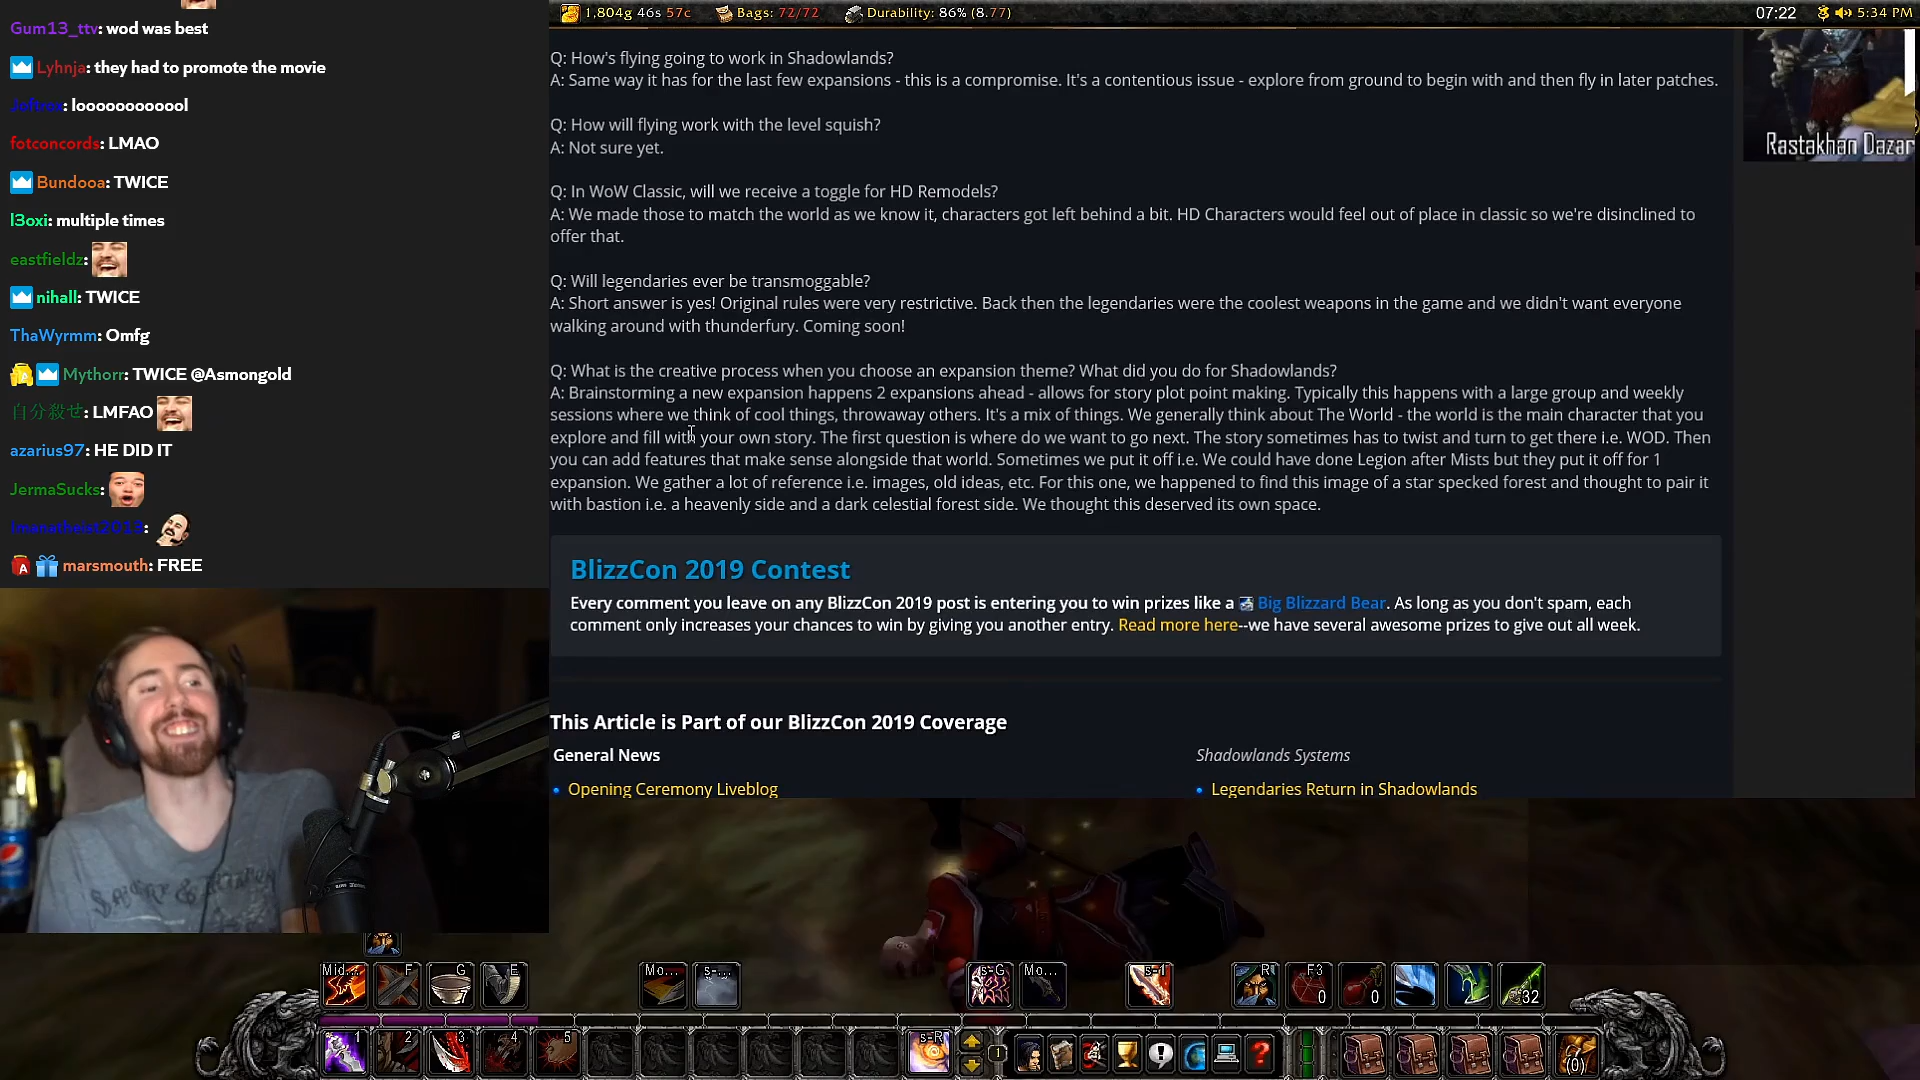 Gum13_ttv: wod was best
Lyhnja: they had to promote the movie
Joftrox: looooooooooool
fotconcords: LMAO
Bundooa: TWICE
l3oxi: multiple times
eastfieldz:
nihall: TWICE
ThaWyrmm: Omfg
Mythorr: TWICE @Asmongold
自分殺せ: LMFAO
azarius97: HE DID IT
JermaSucks:
Imanatheist2013:
marsmouth: FREE
1,804g 46s 57c Bags: 72/72 Durability: 86% (8.77)
07:22 5:34 PM
Q: How's flying going to work in Shadowlands?
A: Same way it has for the last few expansions - this is a compromise. It's a contentious issue - explore from ground to begin with and then fly in later patches.
Q: How will flying work with the level squish?
A: Not sure yet.
Q: In WoW Classic, will we receive a toggle for HD Remodels?
A: We made those to match the world as we know it, characters got left behind a bit. HD Characters would feel out of place in classic so we're disinclined to
offer that.
Q: Will legendaries ever be transmoggable?
A: Short answer is yes! Original rules were very restrictive. Back then the legendaries were the coolest weapons in the game and we didn't want everyone
walking around with thunderfury. Coming soon!
Q: What is the creative process when you choose an expansion theme? What did you do for Shadowlands?
A: Brainstorming a new expansion happens 2 expansions ahead - allows for story plot point making. Typically this happens with a large group and weekly
sessions where we think of cool things, throwaway others. It's a mix of things. We generally think about The World - the world is the main character that you
explore and fill with your own story. The first question is where do we want to go next. The story sometimes has to twist and turn to get there i.e. WOD. Then
you can add features that make sense alongside that world. Sometimes we put it off i.e. We could have done Legion after Mists but they put it off for 1
expansion. We gather a lot of reference i.e. images, old ideas, etc. For this one, we happened to find this image of a star specked forest and thought to pair it
with bastion i.e. a heavenly side and a dark celestial forest side. We thought this deserved its own space.
BlizzCon 2019 Contest
Every comment you leave on any BlizzCon 2019 post is entering you to win prizes like a Big Blizzard Bear. As long as you don't spam, each
comment only increases your chances to win by giving you another entry. Read more here--we have several awesome prizes to give out all week.
This Article is Part of our BlizzCon 2019 Coverage
General News
Opening Ceremony Liveblog
Shadowlands Systems
Legendaries Return in Shadowlands
Rastakhan Dazar
Mid... F G E Mo... s-... s-G Mo... s-1 R F3
0 0 32
1 2 3 4 5 s-R 1 (0)